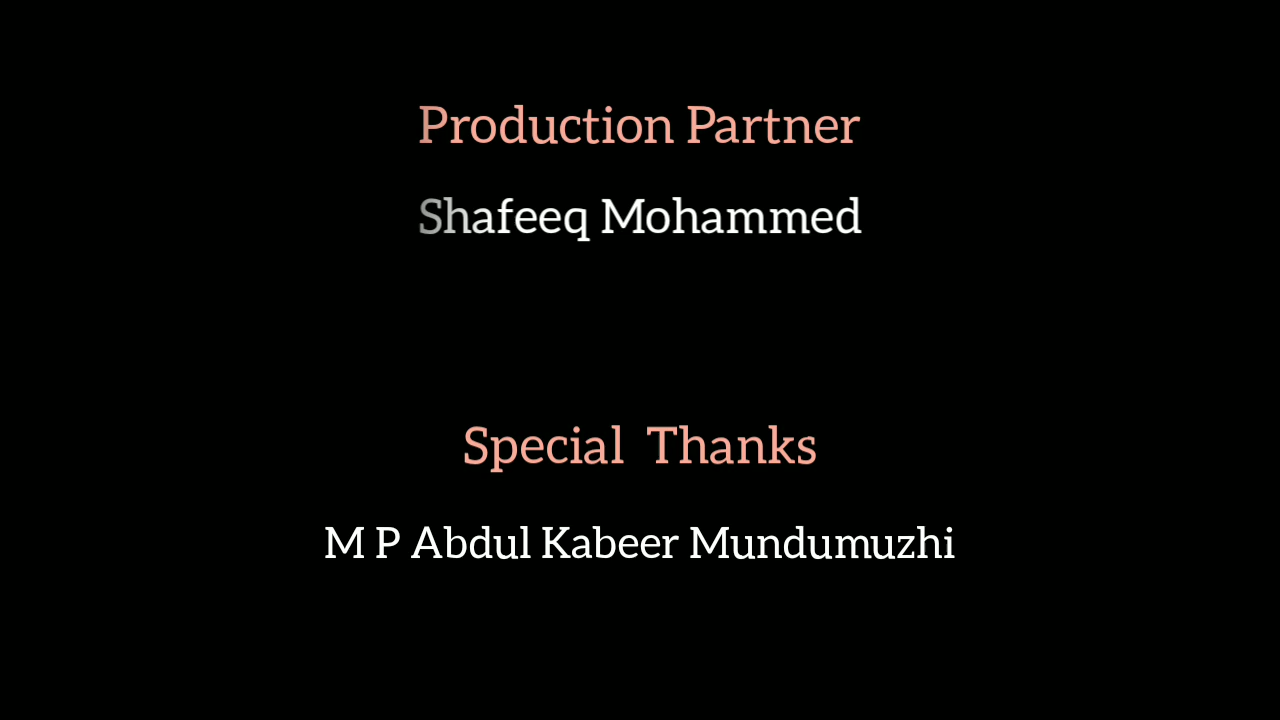 Production Partner
Shafeeq Mohammed
Special Thanks
M P Abdul Kabeer Mundumuzhi